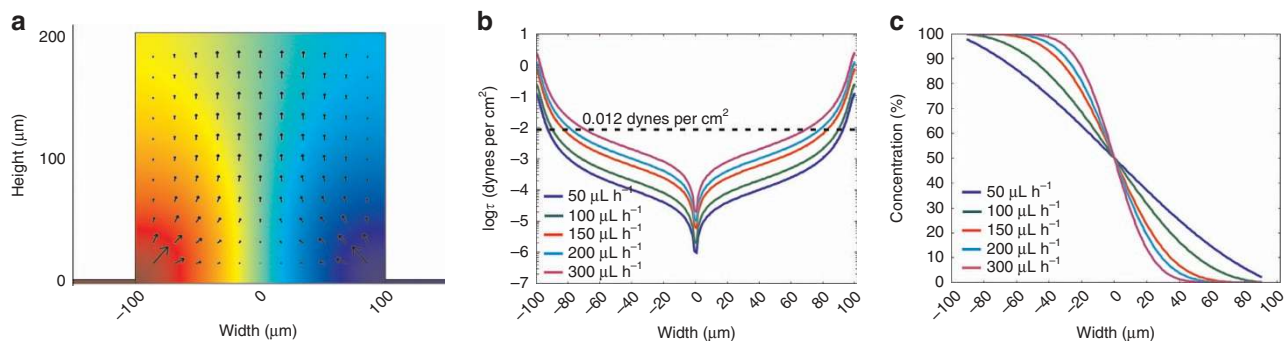 a
200
100
0
Height (μm)
−100
0
100
Width (μm)
b
1
0
−1
−2
−3
−4
−5
−6
−7
logτ (dynes per cm²)
0.012 dynes per cm²
50 μL h⁻¹
100 μL h⁻¹
150 μL h⁻¹
200 μL h⁻¹
300 μL h⁻¹
−100
−80
−60
−40
−20
0
20
40
60
80
100
Width (μm)
c
100
90
80
70
60
50
40
30
20
10
0
Concentration (%)
50 μL h⁻¹
100 μL h⁻¹
150 μL h⁻¹
200 μL h⁻¹
300 μL h⁻¹
−100
−80
−60
−40
−20
0
20
40
60
80
100
Width (μm)